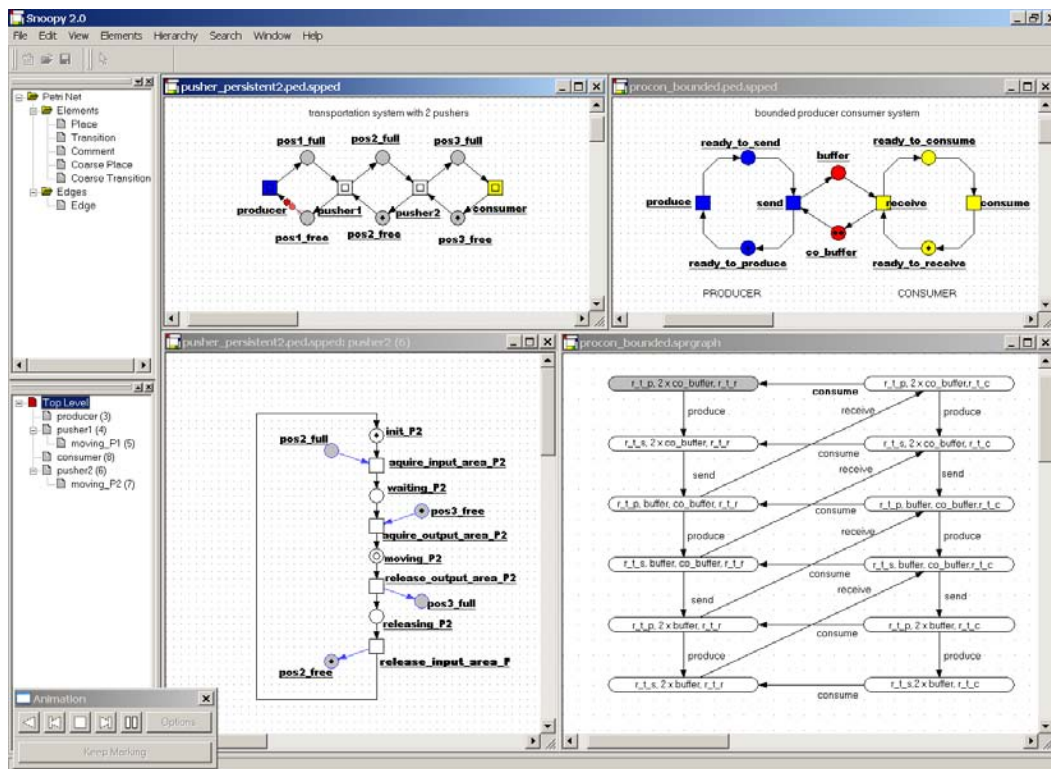 Snoopy 2.0
File Edit View Elements Hierarchy Search Window Help
Petri Net
Elements
Place
Transition
Comment
Coarse Place
Coarse Transition
Edges
Edge
Top Level
producer (3)
pusher1 (4)
moving_P1 (5)
consumer (8)
pusher2 (6)
moving_P2 (7)
Animation
Options
Keep Marking
pusher_persistent2.ped.spped
transportation system with 2 pushers
pos1_full pos2_full pos3_full
producer pusher1 pusher2 consumer
pos1_free pos2_free pos3_free
procon_bounded.ped.spped
bounded producer consumer system
ready_to_send buffer ready_to_consume
produce send receive consume
ready_to_produce co_buffer ready_to_receive
PRODUCER CONSUMER
pusher_persistent2.ped.spped: pusher2 (6)
init_P2
pos2_full
aquire_input_area_P2
waiting_P2
pos3_free
aquire_output_area_P2
moving_P2
release_output_area_P2
pos3_full
releasing_P2
release_input_area_P
pos2_free
procon_bounded.sprgraph
r_t_p, 2 x co_buffer, r_t_r consume r_t_p, 2 x co_buffer,r_t_c
produce receive produce
r_t_s, 2 x co_buffer, r_t_r consume r_t_s, 2 x co_buffer, r_t_c
send receive send
r_t_p, buffer, co_buffer, r_t_r consume r_t_p, buffer, co_buffer,r_t_c
produce receive produce
r_t_s, buffer, co_buffer, r_t_r consume r_t_s, buffer, co_buffer,r_t_c
send receive send
r_t_p, 2 x buffer, r_t_r consume r_t_p, 2 x buffer, r_t_c
produce produce
r_t_s, 2 x buffer, r_t_r consume r_t_s,2 x buffer, r_t_c